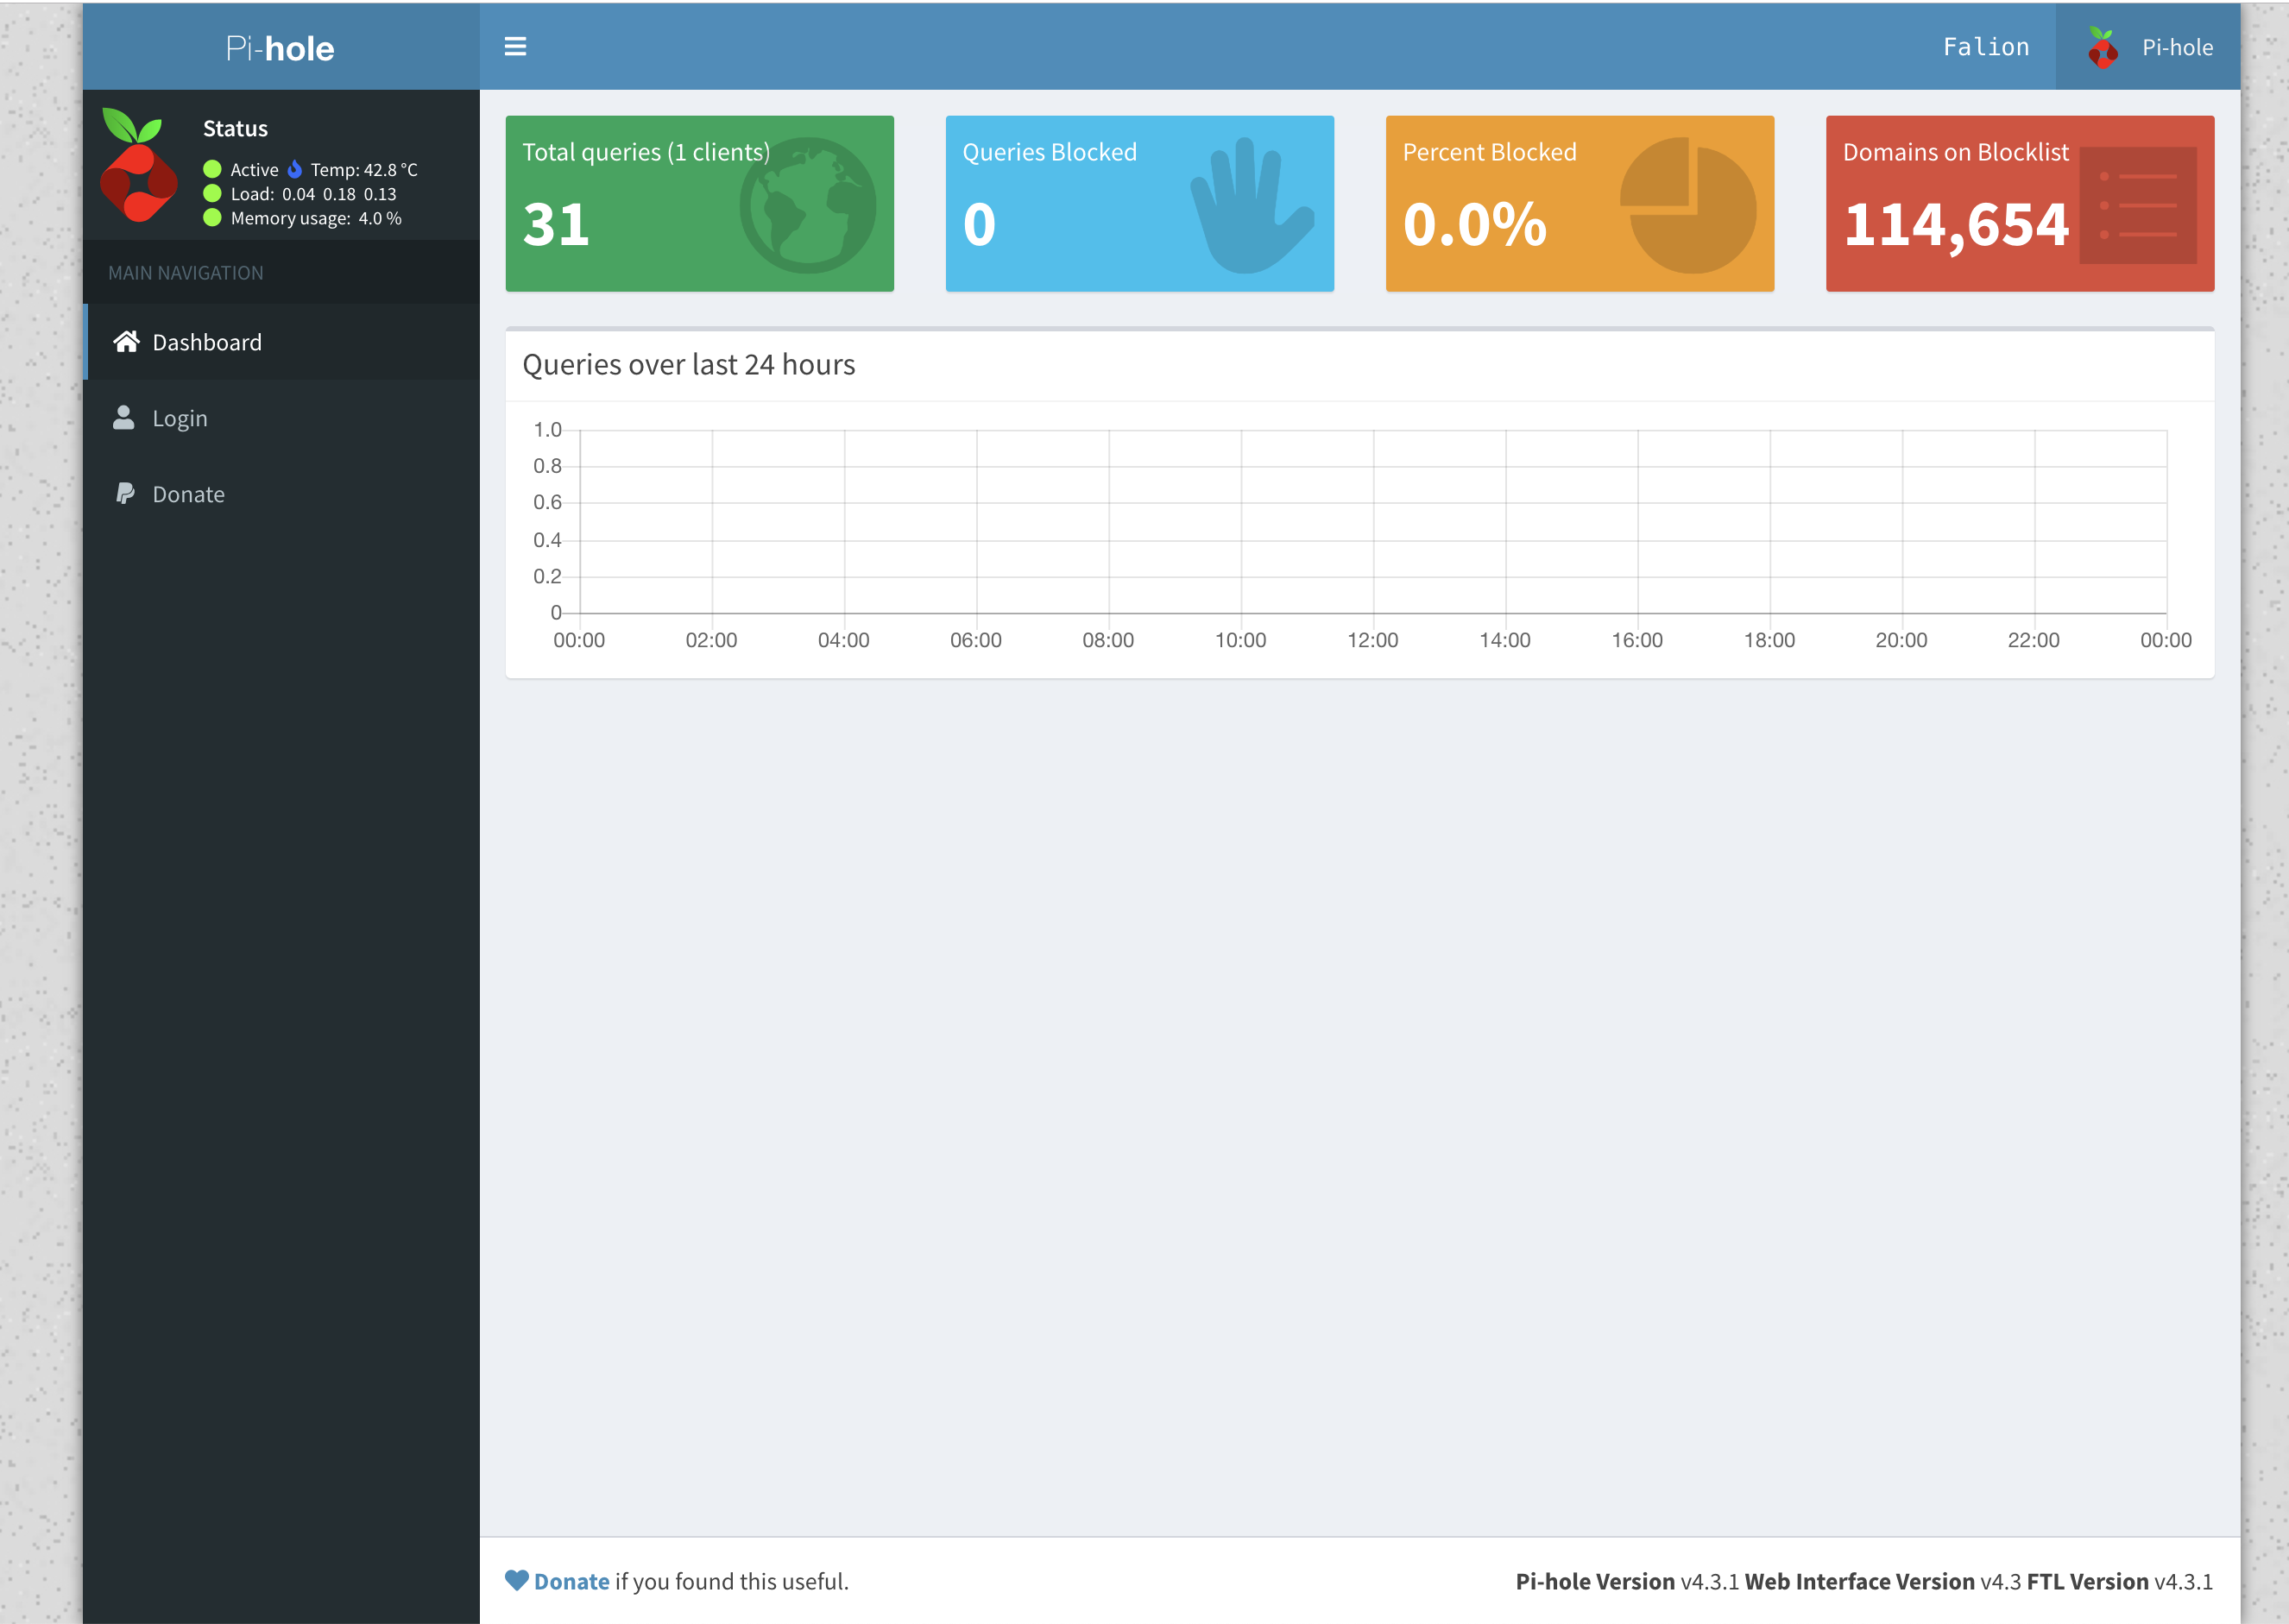 Pi-hole
Falion
Pi-hole
Status
Active Temp: 42.8 °C
Load: 0.04 0.18 0.13
Memory usage: 4.0 %
MAIN NAVIGATION
Dashboard
Login
Donate
Total queries (1 clients)
31
Queries Blocked
0
Percent Blocked
0.0%
Domains on Blocklist
114,654
Queries over last 24 hours
1.0
0.8
0.6
0.4
0.2
0
00:00 02:00 04:00 06:00 08:00 10:00 12:00 14:00 16:00 18:00 20:00 22:00 00:00
Donate if you found this useful.
Pi-hole Version v4.3.1 Web Interface Version v4.3 FTL Version v4.3.1